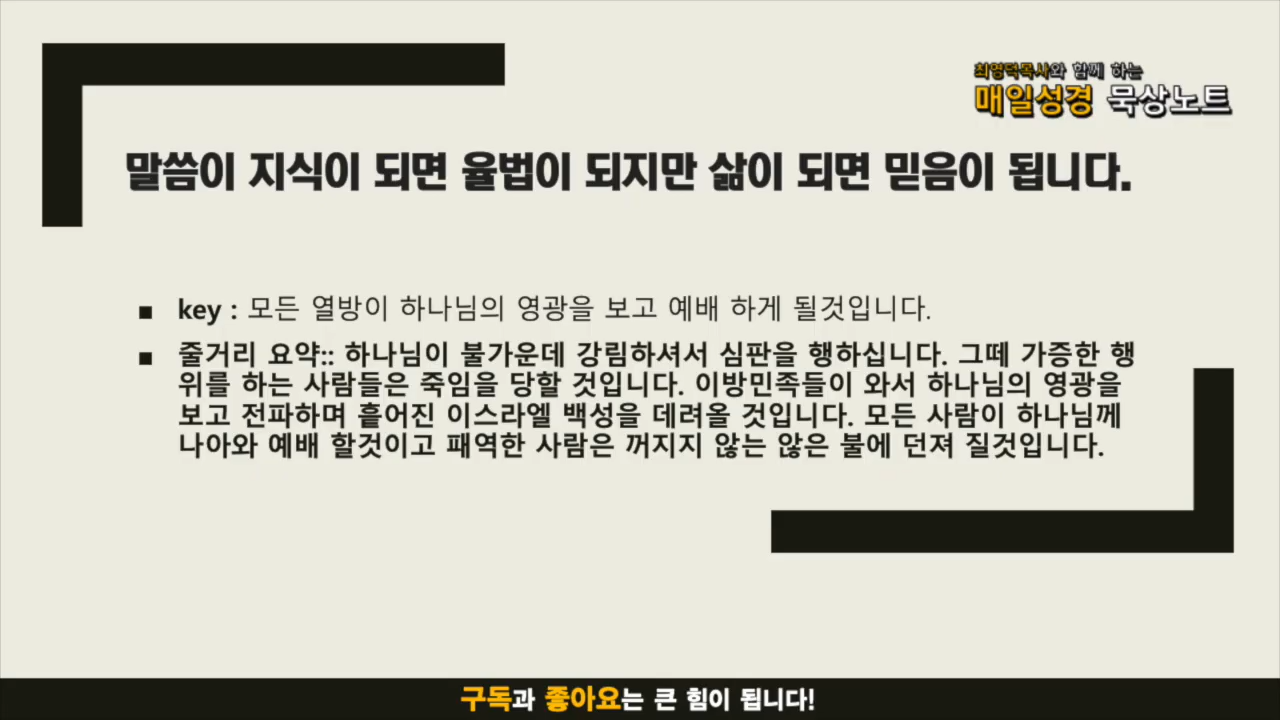 최영덕목사와 함께 하는
매일성경 묵상노트
말씀이 지식이 되면 율법이 되지만 삶이 되면 믿음이 됩니다.
■ key : 모든 열방이 하나님의 영광을 보고 예배 하게 될것입니다.
■ 줄거리 요약:: 하나님이 불가운데 강림하셔서 심판을 행하십니다. 그떼 가증한 행
위를 하는 사람들은 죽임을 당할 것입니다. 이방민족들이 와서 하나님의 영광을
보고 전파하며 흩어진 이스라엘 백성을 데려올 것입니다. 모든 사람이 하나님께
나아와 예배 할것이고 패역한 사람은 꺼지지 않는 않은 불에 던져 질것입니다.
구독과 좋아요는 큰 힘이 됩니다!